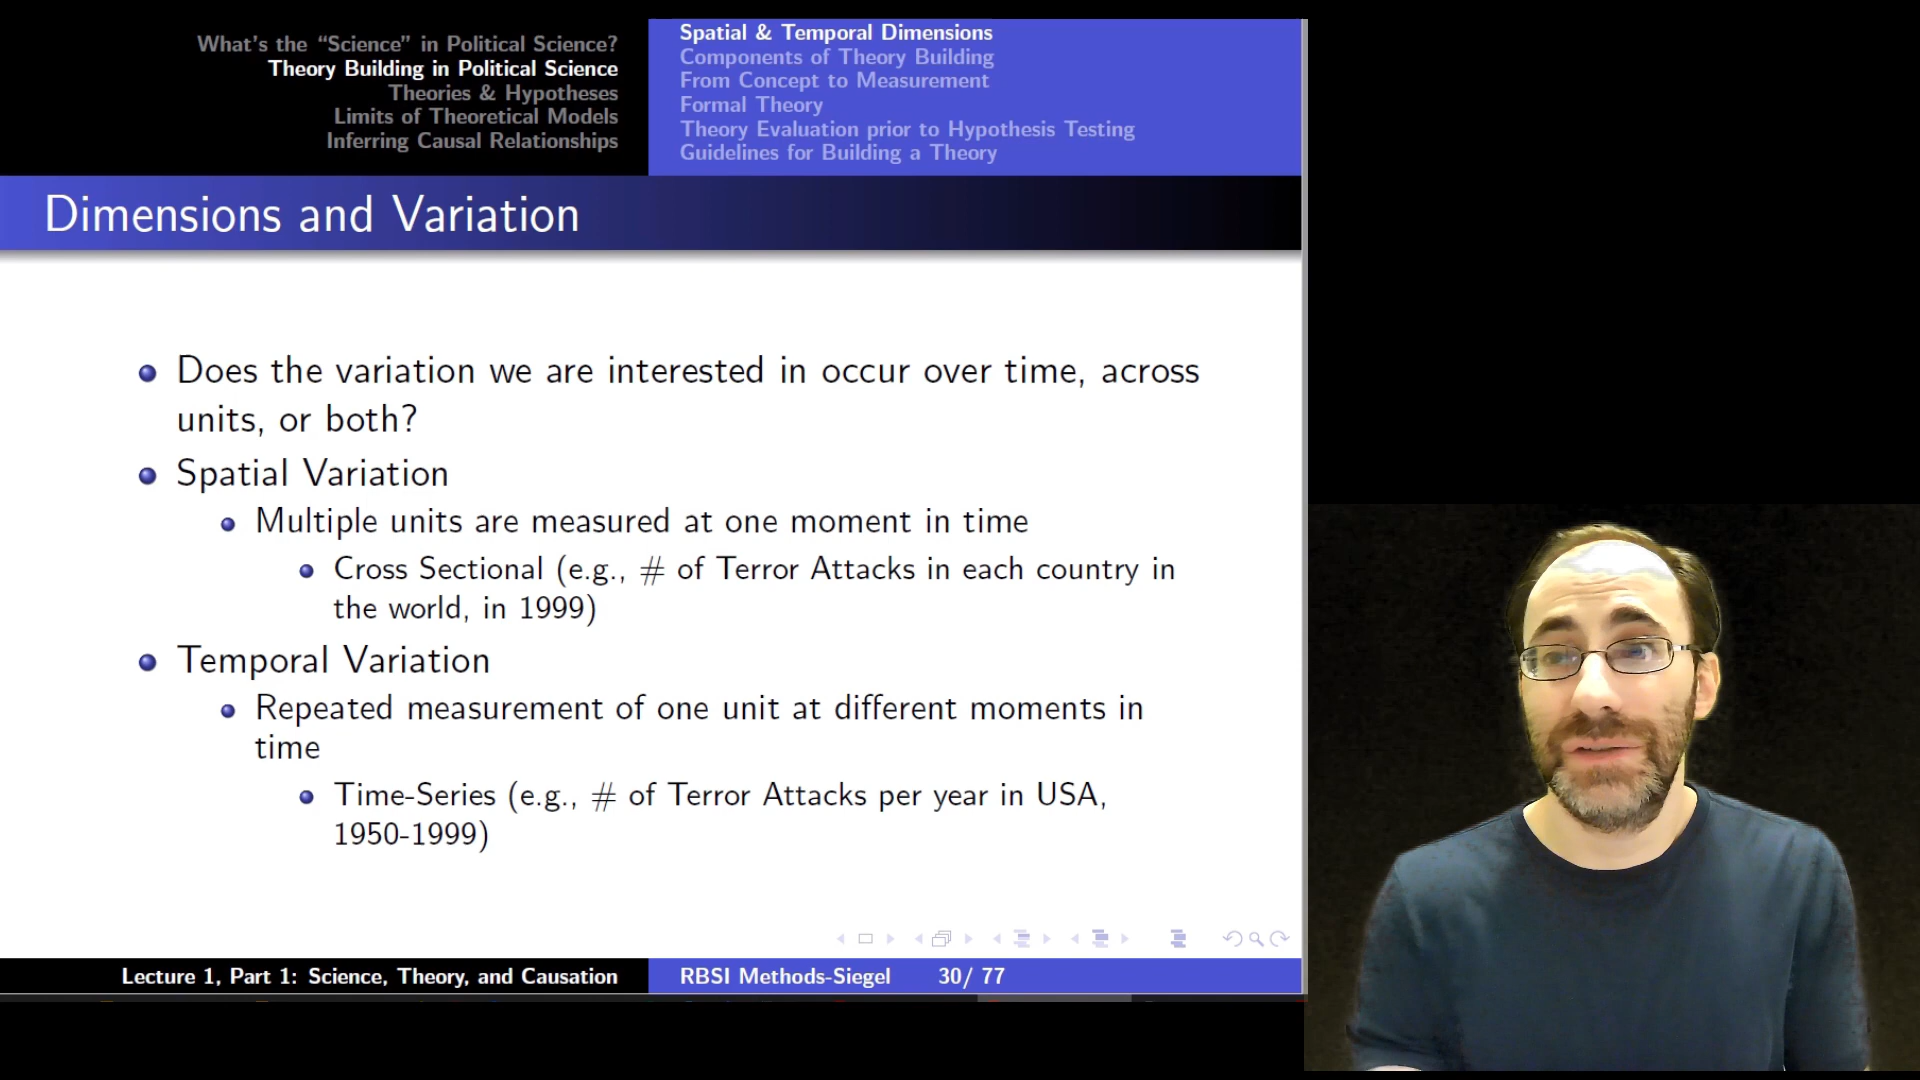 What's the “Science” in Political Science?
Theory Building in Political Science
Theories & Hypotheses
Limits of Theoretical Models
Inferring Causal Relationships
Spatial & Temporal Dimensions
Components of Theory Building
From Concept to Measurement
Formal Theory
Theory Evaluation prior to Hypothesis Testing
Guidelines for Building a Theory
Dimensions and Variation
Does the variation we are interested in occur over time, across
units, or both?
Spatial Variation
Multiple units are measured at one moment in time
Cross Sectional (e.g., # of Terror Attacks in each country in
the world, in 1999)
Temporal Variation
Repeated measurement of one unit at different moments in
time
Time-Series (e.g., # of Terror Attacks per year in USA,
1950-1999)
Lecture 1, Part 1: Science, Theory, and Causation
RBSI Methods-Siegel 30/ 77